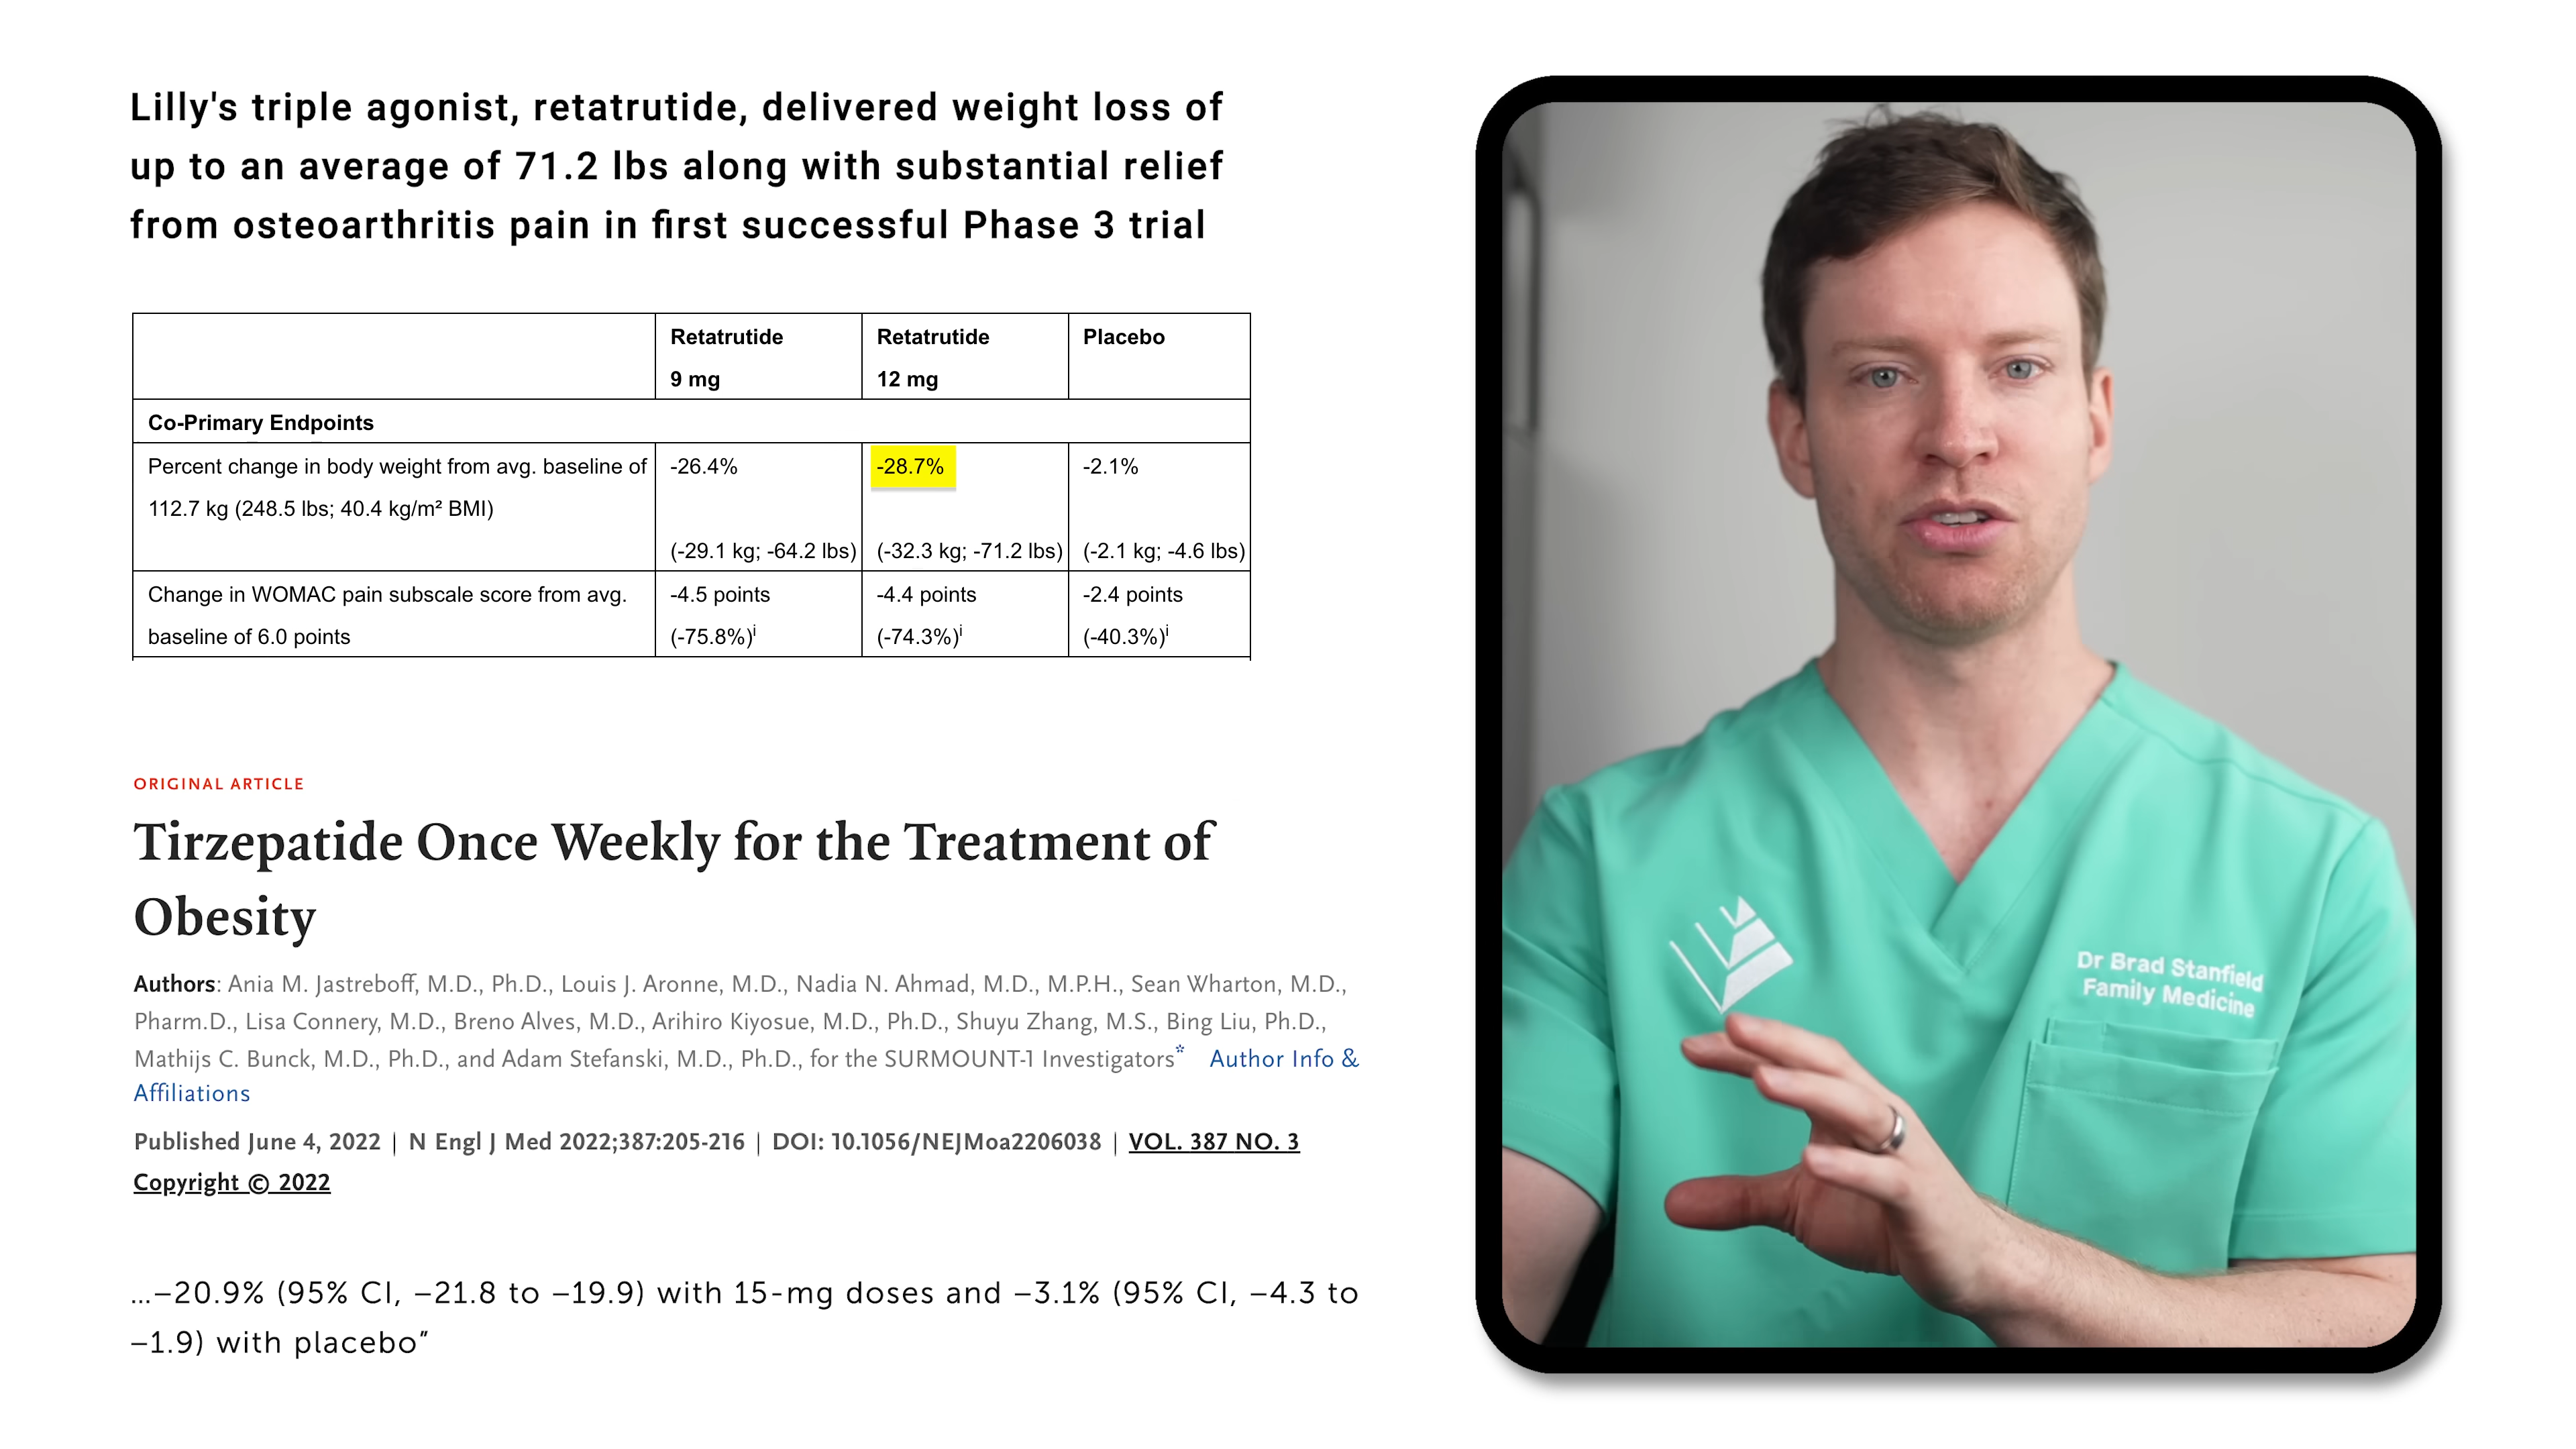 Lilly's triple agonist, retatrutide, delivered weight loss of
up to an average of 71.2 lbs along with substantial relief
from osteoarthritis pain in first successful Phase 3 trial
Retatrutide Retatrutide Placebo
9 mg 12 mg
Co-Primary Endpoints
Percent change in body weight from avg. baseline of -26.4% -28.7% -2.1%
112.7 kg (248.5 lbs; 40.4 kg/m² BMI)
(-29.1 kg; -64.2 lbs) (-32.3 kg; -71.2 lbs) (-2.1 kg; -4.6 lbs)
Change in WOMAC pain subscale score from avg. -4.5 points -4.4 points -2.4 points
baseline of 6.0 points (-75.8%)ⁱ (-74.3%)ⁱ (-40.3%)ⁱ
ORIGINAL ARTICLE
Tirzepatide Once Weekly for the Treatment of
Obesity
Authors: Ania M. Jastreboff, M.D., Ph.D., Louis J. Aronne, M.D., Nadia N. Ahmad, M.D., M.P.H., Sean Wharton, M.D.,
Pharm.D., Lisa Connery, M.D., Breno Alves, M.D., Arihiro Kiyosue, M.D., Ph.D., Shuyu Zhang, M.S., Bing Liu, Ph.D.,
Mathijs C. Bunck, M.D., Ph.D., and Adam Stefanski, M.D., Ph.D., for the SURMOUNT-1 Investigators* Author Info &
Affiliations
Published June 4, 2022 | N Engl J Med 2022;387:205-216 | DOI: 10.1056/NEJMoa2206038 | VOL. 387 NO. 3
Copyright © 2022
...−20.9% (95% CI, −21.8 to −19.9) with 15-mg doses and −3.1% (95% CI, −4.3 to
−1.9) with placebo”
Dr Brad Stanfield
Family Medicine